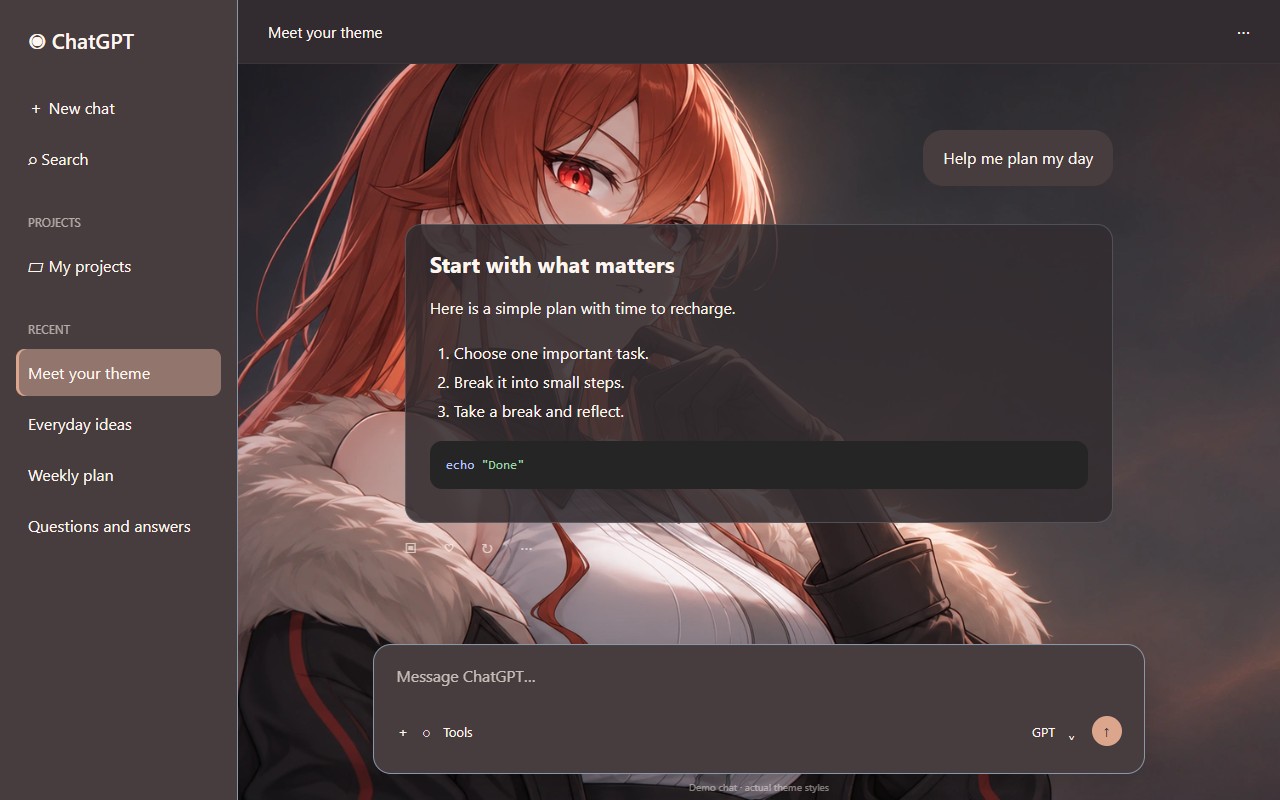 ChatGPT
+ New chat
Search
PROJECTS
My projects
RECENT
Meet your theme
Everyday ideas
Weekly plan
Questions and answers
Meet your theme
...
Help me plan my day
Start with what matters
Here is a simple plan with time to recharge.
1. Choose one important task.
2. Break it into small steps.
3. Take a break and reflect.
echo "Done"
Message ChatGPT...
+ ○ Tools
GPT
Demo chat · actual theme styles